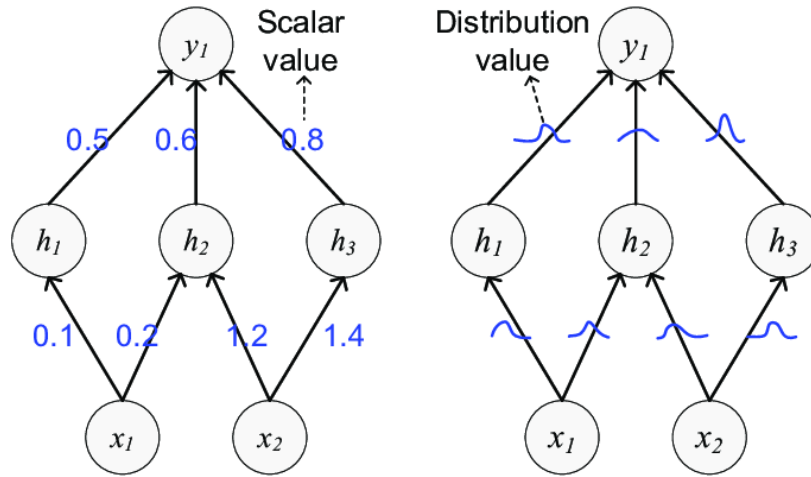 y1
Scalar
value
0.5
0.6
0.8
h1
h2
h3
0.1
0.2
1.2
1.4
x1
x2
Distribution
value
y1
h1
h2
h3
x1
x2